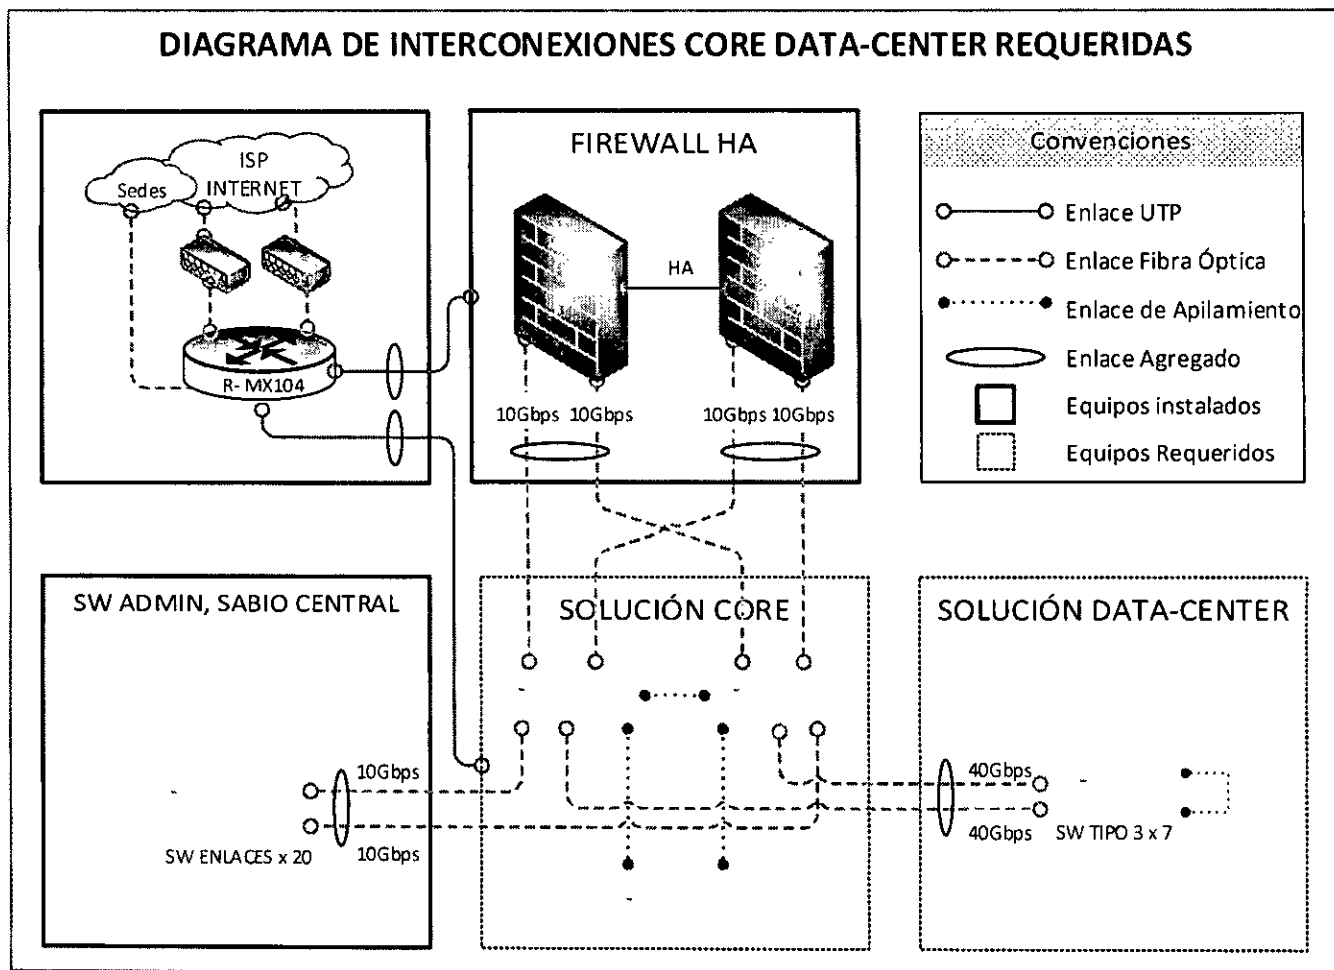 DIAGRAMA DE INTERCONEXIONES CORE DATA-CENTER REQUERIDAS
ISP
INTERNET
Sedes
R- MX104
FIREWALL HA
HA
10Gbps 10Gbps 10Gbps 10Gbps
Convenciones
Enlace UTP
Enlace Fibra Óptica
Enlace de Apilamiento
Enlace Agregado
Equipos instalados
Equipos Requeridos
SW ADMIN, SABIO CENTRAL
10Gbps
10Gbps
SW ENLACES x 20
SOLUCIÓN CORE
SOLUCIÓN DATA-CENTER
40Gbps
40Gbps
SW TIPO 3 x 7